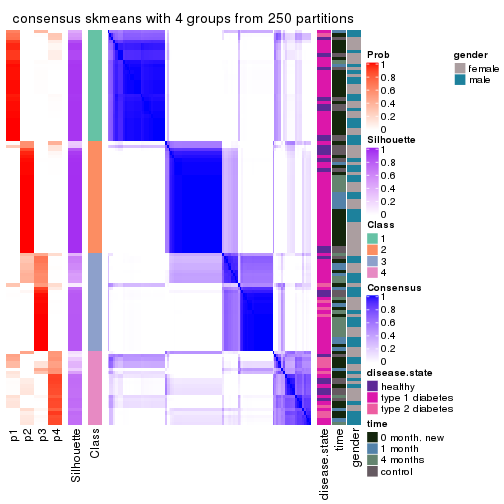 consensus skmeans with 4 groups from 250 partitions
Prob
1
0.8
0.6
0.4
0.2
0
gender
female
male
Silhouette
1
0.8
0.6
0.4
0.2
0
Class
1
2
3
4
Consensus
1
0.8
0.6
0.4
0.2
0
disease.state
healthy
type 1 diabetes
type 2 diabetes
time
0 month. new
1 month
4 months
control
p1
p2
p3
p4
Silhouette
Class
disease.state
time
gender